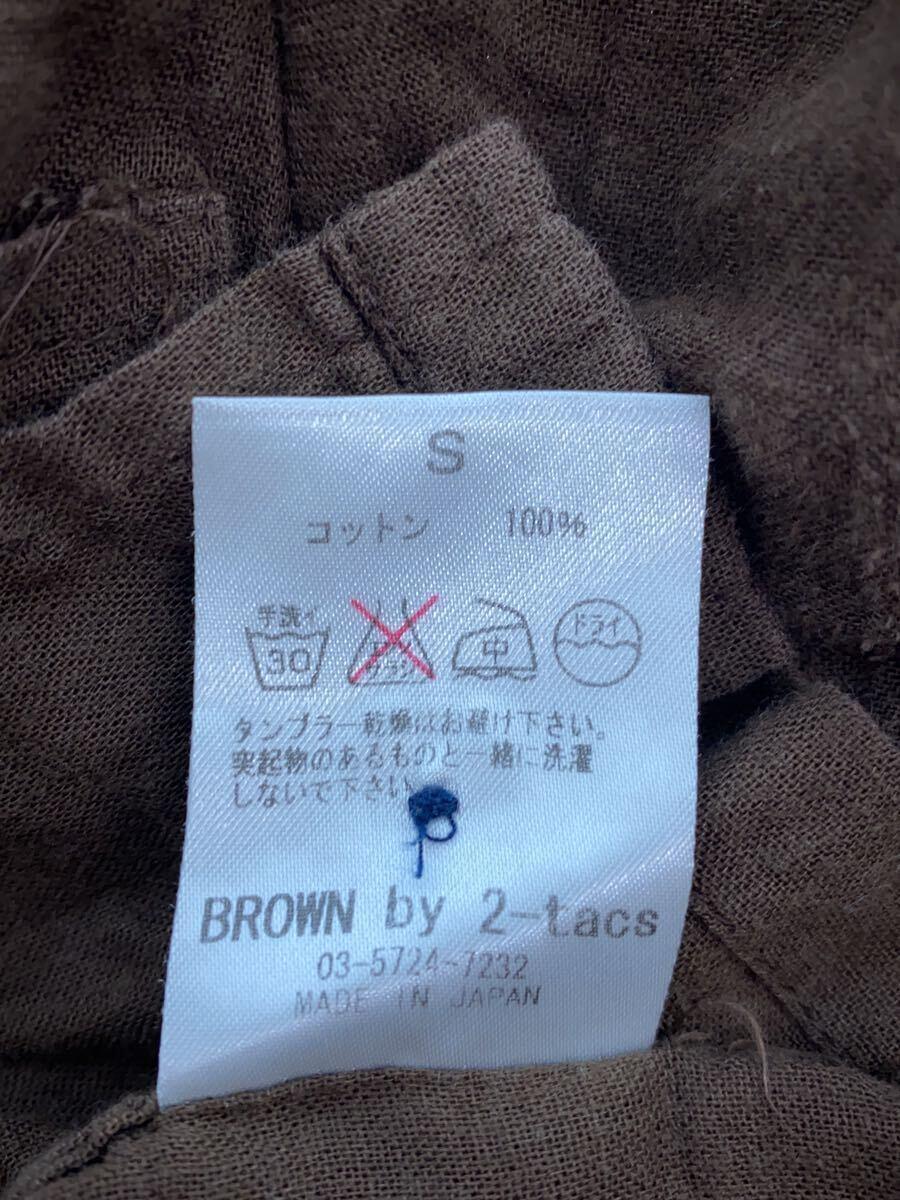 S
コットン 100%
手洗イ
30
中
ドライ
タンブラー乾燥はお避け下さい。
突起物のあるものと一緒に洗濯
しないで下さい
BROWN by 2-tacs
03-5724-7232
MADE IN JAPAN